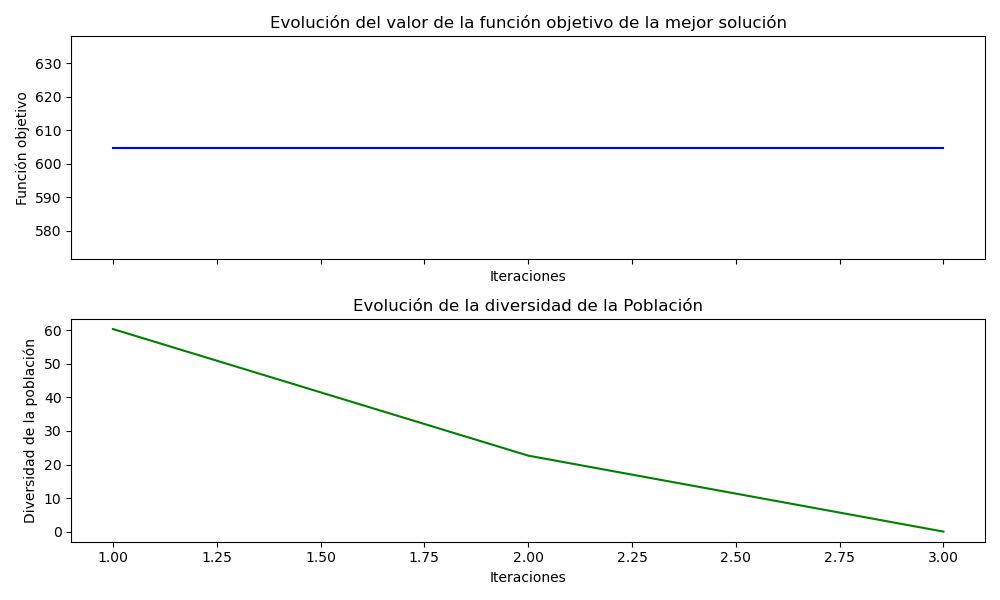 Evolución del valor de la función objetivo de la mejor solución
Función objetivo
630
620
610
600
590
580
Iteraciones
Evolución de la diversidad de la Población
Diversidad de la población
60
50
40
30
20
10
0
1.00 1.25 1.50 1.75 2.00 2.25 2.50 2.75 3.00
Iteraciones